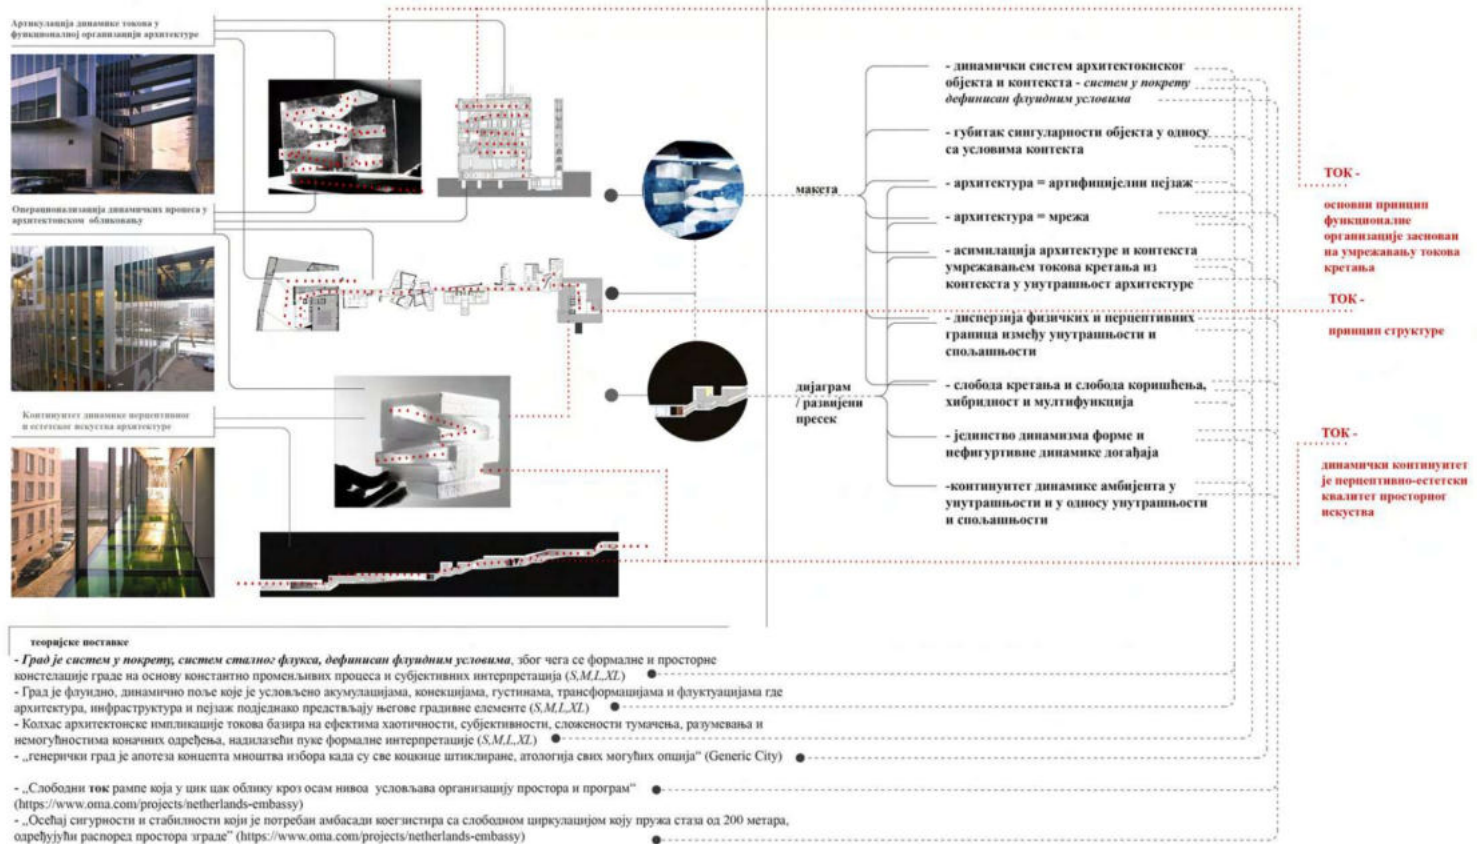 Артикулација динамике токова у
функционалној организацији архитектуре
Операционализација динамичких процеса у
архитектонском обликовању
Континуитет динамике перцептивног
и естетског искуства архитектуре
макета
дијаграм
/ развијени
пресек
- динамички систем архитектокнског
објекта и контекста - систем у покрету
дефинисан флуидним условима
- губитак сингуларности објекта у односу
са условима контекта
- архитектура = артифицијелни пејзаж
- архитектура = мрежа
- асимилација архитектуре и контекста
умрежавањем токова кретања из
контекста у унутрашњост архитектуре
- дисперзија физичких и перцептивних
граница између унутрашњости и
спољашњости
- слобода кретања и слобода коришћења,
хибридност и мултифункција
- јединство динамизма форме и
нефигуртивне динамике догађаја
-континуитет динамике амбијента у
унутрашњости и у односу унутрашњости
и спољашњости
ТОК -
основни принцип
функционалне
организације заснован
на умрежавању токова
кретања
ТОК -
принцип структуре
ТОК -
динамички континуитет
је перцептивно-естетски
квалитет просторног
искуства
теоријске поставке
- Град је систем у покрету, систем сталног флукса, дефинисан флуидним условима, због чега се формалне и просторне
констелације граде на основу константно променљивих процеса и субјективних интерпретација (S,M,L,XL)
- Град је флуидно, динамично поље које је условљено акумулацијама, конекцијама, густинама, трансформацијама и флуктуацијама где
архитектура, инфраструктура и пејзаж подједнако предствљају његове градивне елементе (S,M,L,XL)
- Колхас архитектонске импликације токова базира на ефектима хаотичности, субјективности, сложености тумачења, разумевања и
немогућностима коначних одређења, надилазећи пуке формалне интерпретације (S,M,L,XL)
- „генерички град је апотеза концепта мноштва избора када су све коцкице штиклиране, атологија свих могућих опција“ (Generic City)
- „Слободни ток рампе која у цик цак облику кроз осам нивоа условљава организацију простора и програм“
(https://www.oma.com/projects/netherlands-embassy)
- „Осећај сигурности и стабилности који је потребан амбасади коегзистира са слободном циркулацијом коју пружа стаза од 200 метара,
одређујући распоред простора зграде” (https://www.oma.com/projects/netherlands-embassy)